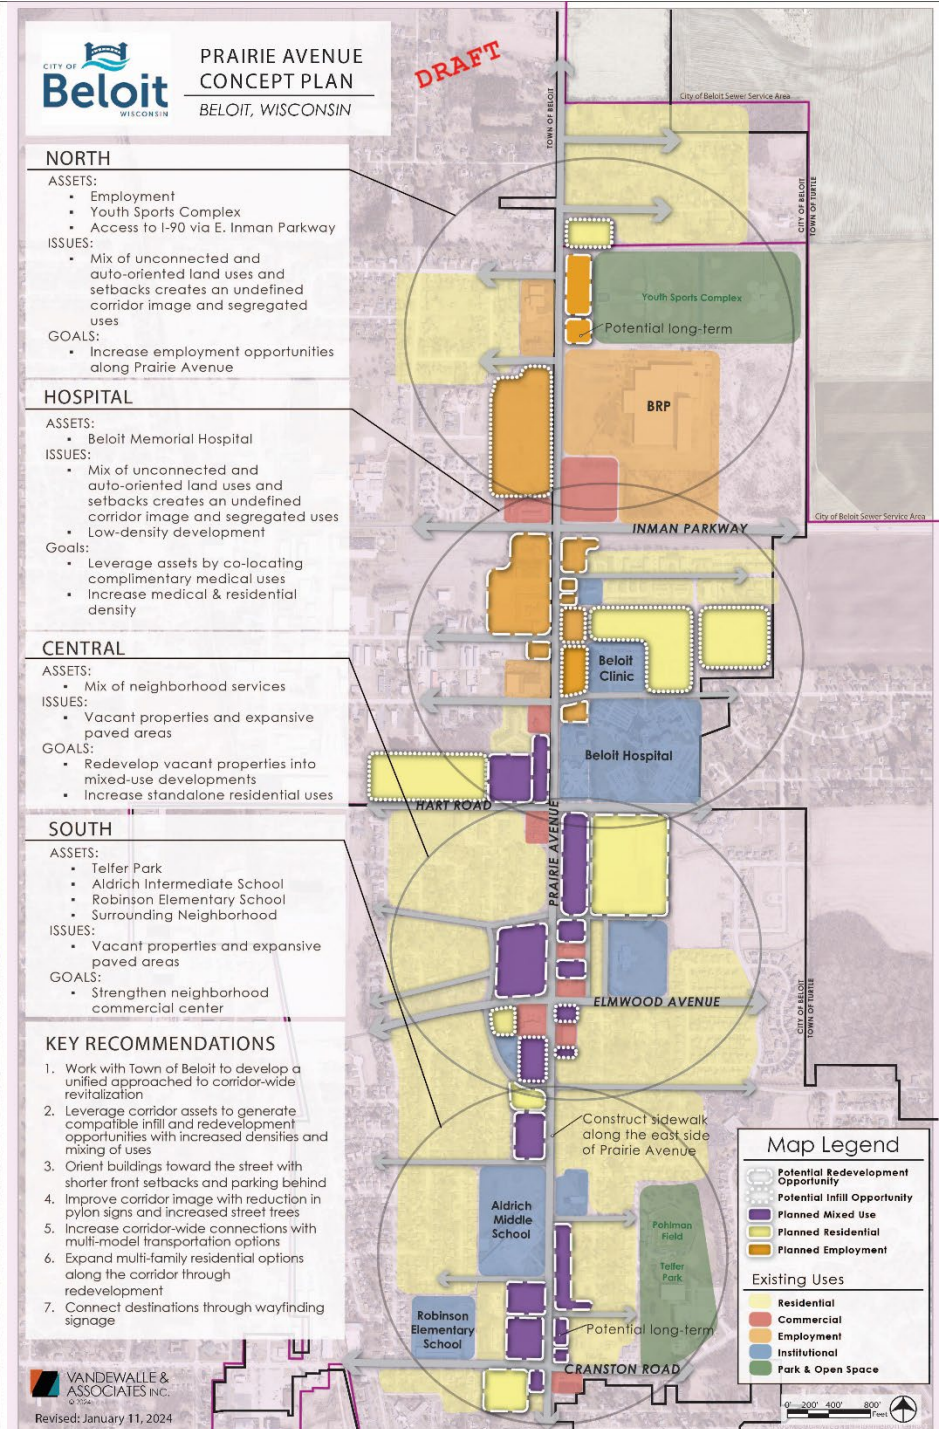 CITY OF
Beloit
WISCONSIN
PRAIRIE AVENUE
CONCEPT PLAN
BELOIT, WISCONSIN
DRAFT
NORTH
ASSETS:
▪ Employment
▪ Youth Sports Complex
▪ Access to I-90 via E. Inman Parkway
ISSUES:
▪ Mix of unconnected and
auto-oriented land uses and
setbacks creates an undefined
corridor image and segregated
uses
GOALS:
▪ Increase employment opportunities
along Prairie Avenue
HOSPITAL
ASSETS:
▪ Beloit Memorial Hospital
ISSUES:
▪ Mix of unconnected and
auto-oriented land uses and
setbacks creates an undefined
corridor image and segregated uses
▪ Low-density development
Goals:
▪ Leverage assets by co-locating
complimentary medical uses
▪ Increase medical & residential
density
CENTRAL
ASSETS:
▪ Mix of neighborhood services
ISSUES:
▪ Vacant properties and expansive
paved areas
GOALS:
▪ Redevelop vacant properties into
mixed-use developments
▪ Increase standalone residential uses
SOUTH
ASSETS:
▪ Telfer Park
▪ Aldrich Intermediate School
▪ Robinson Elementary School
▪ Surrounding Neighborhood
ISSUES:
▪ Vacant properties and expansive
paved areas
GOALS:
▪ Strengthen neighborhood
commercial center
KEY RECOMMENDATIONS
1. Work with Town of Beloit to develop a
unified approached to corridor-wide
revitalization
2. Leverage corridor assets to generate
compatible infill and redevelopment
opportunities with increased densities and
mixing of uses
3. Orient buildings toward the street with
shorter front setbacks and parking behind
4. Improve corridor image with reduction in
pylon signs and increased street trees
5. Increase corridor-wide connections with
multi-model transportation options
6. Expand multi-family residential options
along the corridor through
redevelopment
7. Connect destinations through wayfinding
signage
VANDEWALLE &
ASSOCIATES INC.
© 2024
Revised: January 11, 2024
TOWN OF BELOIT
City of Beloit Sewer Service Area
CITY OF BELOIT
TOWN OF TURTLE
Youth Sports Complex
Potential long-term
BRP
City of Beloit Sewer Service Area
INMAN PARKWAY
Beloit
Clinic
Beloit Hospital
HART ROAD
PRAIRIE AVENUE
ELMWOOD AVENUE
CITY OF BELOIT
TOWN OF TURTLE
Construct sidewalk
along the east side
of Prairie Avenue
Aldrich
Middle
School
Pohlman
Field
Telfer
Park
Robinson
Elementary
School
Potential long-term
CRANSTON ROAD
Map Legend
Potential Redevelopment
Opportunity
Potential Infill Opportunity
Planned Mixed Use
Planned Residential
Planned Employment
Existing Uses
Residential
Commercial
Employment
Institutional
Park & Open Space
0' 200' 400' 800'
Feet